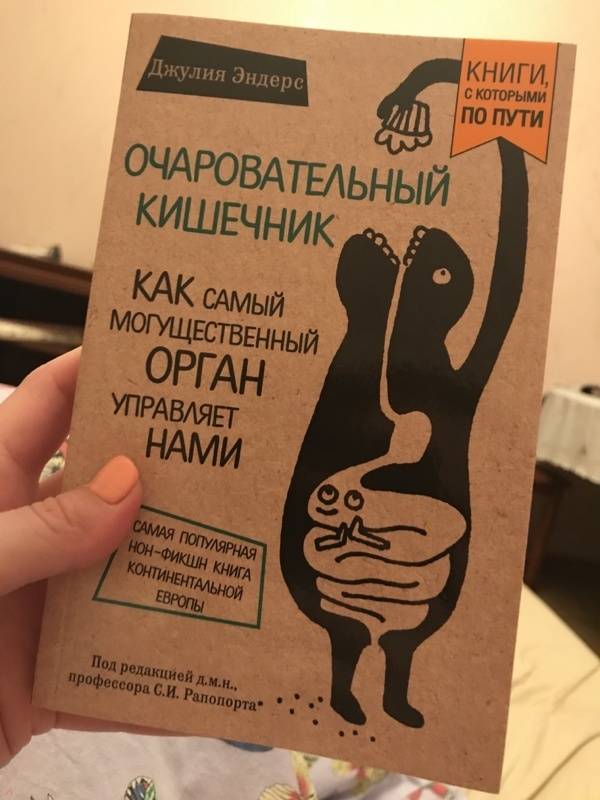 Джулия Эндерс
КНИГИ,
С КОТОРЫМИ
ПО ПУТИ
ОЧАРОВАТЕЛЬНЫЙ
КИШЕЧНИК
КАК САМЫЙ
МОГУЩЕСТВЕННЫЙ
ОРГАН
УПРАВЛЯЕТ
НАМИ
САМАЯ ПОПУЛЯРНАЯ
НОН-ФИКШН КНИГА
КОНТИНЕНТАЛЬНОЙ
ЕВРОПЫ
Под редакцией д.м.н.,
профессора С.И. Рапопорта